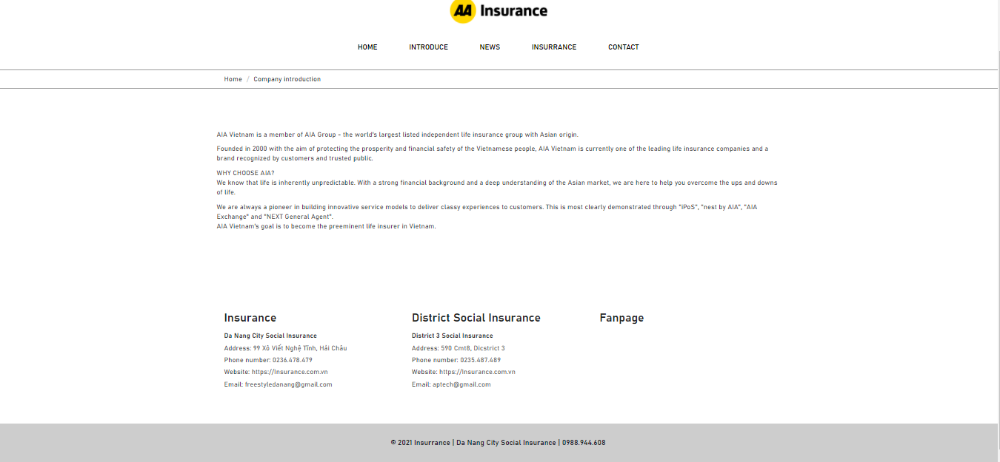 AA Insurance
HOME INTRODUCE NEWS INSURRANCE CONTACT
Home / Company introduction
AIA Vietnam is a member of AIA Group - the world's largest listed independent life insurance group with Asian origin.
Founded in 2000 with the aim of protecting the prosperity and financial safety of the Vietnamese people, AIA Vietnam is currently one of the leading life insurance companies and a
brand recognized by customers and trusted public.
WHY CHOOSE AIA?
We know that life is inherently unpredictable. With a strong financial background and a deep understanding of the Asian market, we are here to help you overcome the ups and downs
of life.
We are always a pioneer in building innovative service models to deliver classy experiences to customers. This is most clearly demonstrated through "iPoS", "nest by AIA", "AIA
Exchange" and "NEXT General Agent".
AIA Vietnam's goal is to become the preeminent life insurer in Vietnam.
Insurance
Da Nang City Social Insurance
Address: 99 Xô Viết Nghệ Tĩnh, Hải Châu
Phone number: 0236.478.479
Website: https://Insurance.com.vn
Email: freestyledanang@gmail.com
District Social Insurance
District 3 Social Insurance
Address: 590 Cmt8, Dicstrict 3
Phone number: 0235.487.489
Website: https://Insurance.com.vn
Email: aptech@gmail.com
Fanpage
© 2021 Insurrance | Da Nang City Social Insurance | 0988.944.608